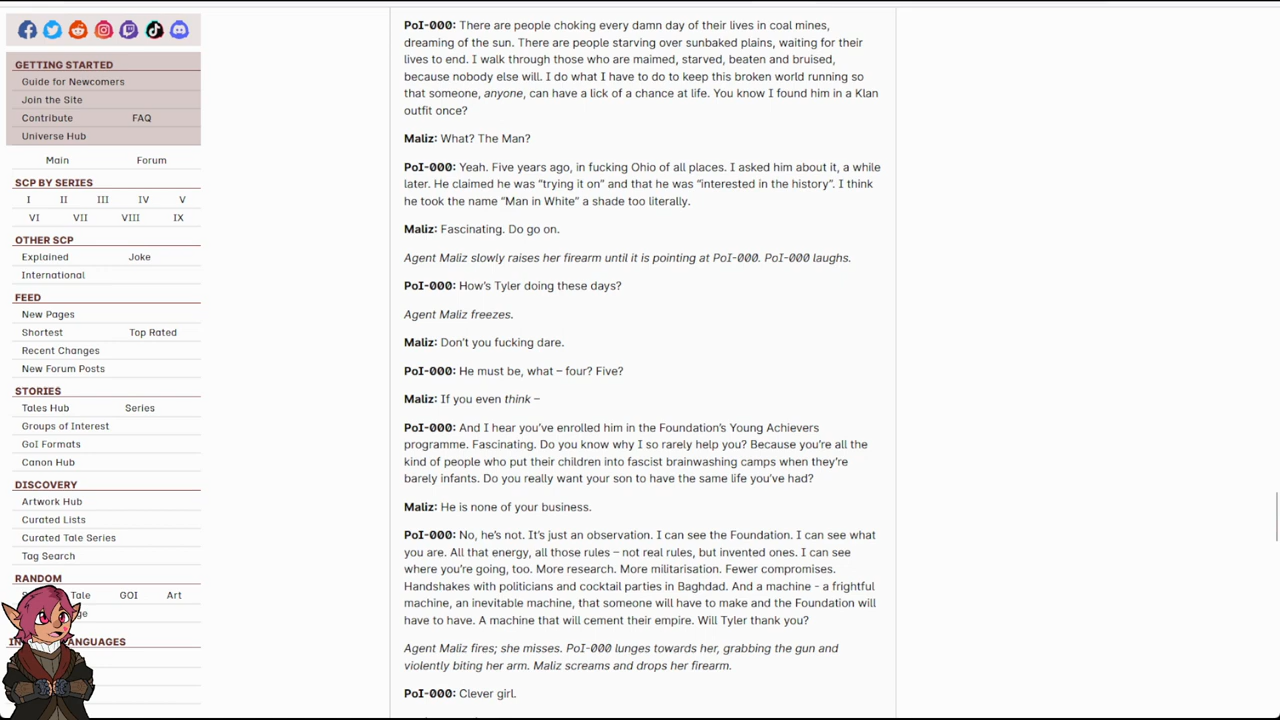 GETTING STARTED
Guide for Newcomers
Join the Site
Contribute FAQ
Universe Hub
Main Forum
SCP BY SERIES
I II III IV V
VI VII VIII IX
OTHER SCP
Explained Joke
International
FEED
New Pages
Shortest Top Rated
Recent Changes
New Forum Posts
STORIES
Tales Hub Series
Groups of Interest
GoI Formats
Canon Hub
DISCOVERY
Artwork Hub
Curated Lists
Curated Tale Series
Tag Search
RANDOM
Tale GOI Art
PoI-000: There are people choking every damn day of their lives in coal mines,
dreaming of the sun. There are people starving over sunbaked plains, waiting for their
lives to end. I walk through those who are maimed, starved, beaten and bruised,
because nobody else will. I do what I have to do to keep this broken world running so
that someone, anyone, can have a lick of a chance at life. You know I found him in a Klan
outfit once?
Maliz: What? The Man?
PoI-000: Yeah. Five years ago, in fucking Ohio of all places. I asked him about it, a while
later. He claimed he was “trying it on” and that he was “interested in the history”. I think
he took the name “Man in White” a shade too literally.
Maliz: Fascinating. Do go on.
Agent Maliz slowly raises her firearm until it is pointing at PoI-000. PoI-000 laughs.
PoI-000: How’s Tyler doing these days?
Agent Maliz freezes.
Maliz: Don’t you fucking dare.
PoI-000: He must be, what – four? Five?
Maliz: If you even think –
PoI-000: And I hear you’ve enrolled him in the Foundation’s Young Achievers
programme. Fascinating. Do you know why I so rarely help you? Because you’re all the
kind of people who put their children into fascist brainwashing camps when they’re
barely infants. Do you really want your son to have the same life you’ve had?
Maliz: He is none of your business.
PoI-000: No, he’s not. It’s just an observation. I can see the Foundation. I can see what
you are. All that energy, all those rules – not real rules, but invented ones. I can see
where you’re going, too. More research. More militarisation. Fewer compromises.
Handshakes with politicians and cocktail parties in Baghdad. And a machine - a frightful
machine, an inevitable machine, that someone will have to make and the Foundation will
have to have. A machine that will cement their empire. Will Tyler thank you?
Agent Maliz fires; she misses. PoI-000 lunges towards her, grabbing the gun and
violently biting her arm. Maliz screams and drops her firearm.
PoI-000: Clever girl.